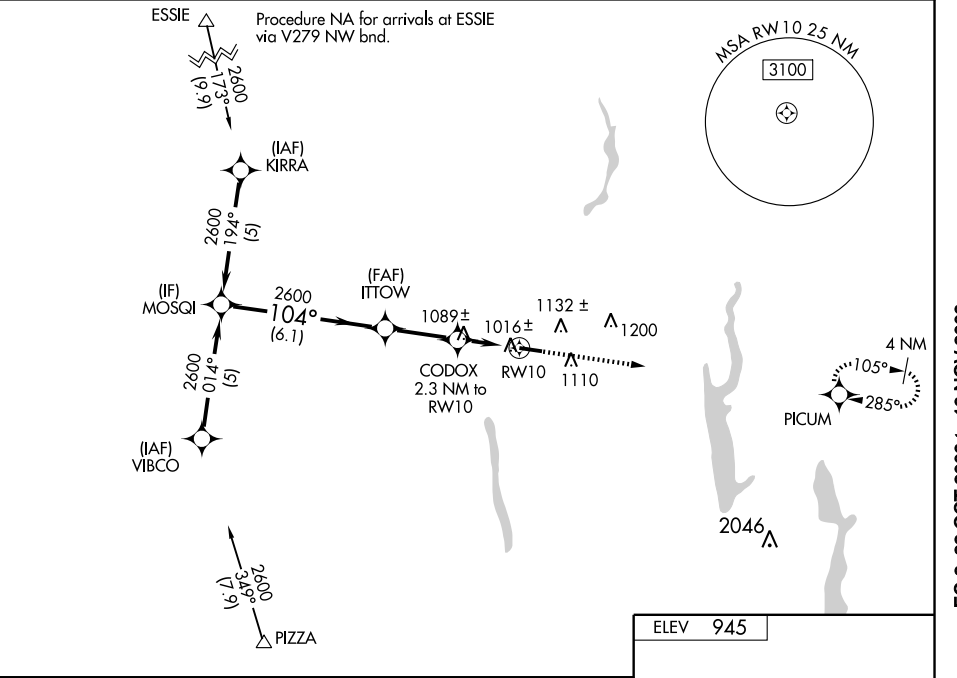 ESSIE
Procedure NA for arrivals at ESSIE
via V279 NW bnd.
2600
173°
(9.9)
MSA RW10 25 NM
3100
(IAF)
KIRRA
2600
194°
(5)
(IF)
MOSQI
2600
104°
(6.1)
(FAF)
ITTOW
1089 ±
1016 ±
1132 ±
1200
CODOX
2.3 NM to
RW10
RW10
1110
4 NM
105°
285°
PICUM
2600
014°
(5)
(IAF)
VIBCO
2046
2600
349°
(7.9)
PIZZA
ELEV 945